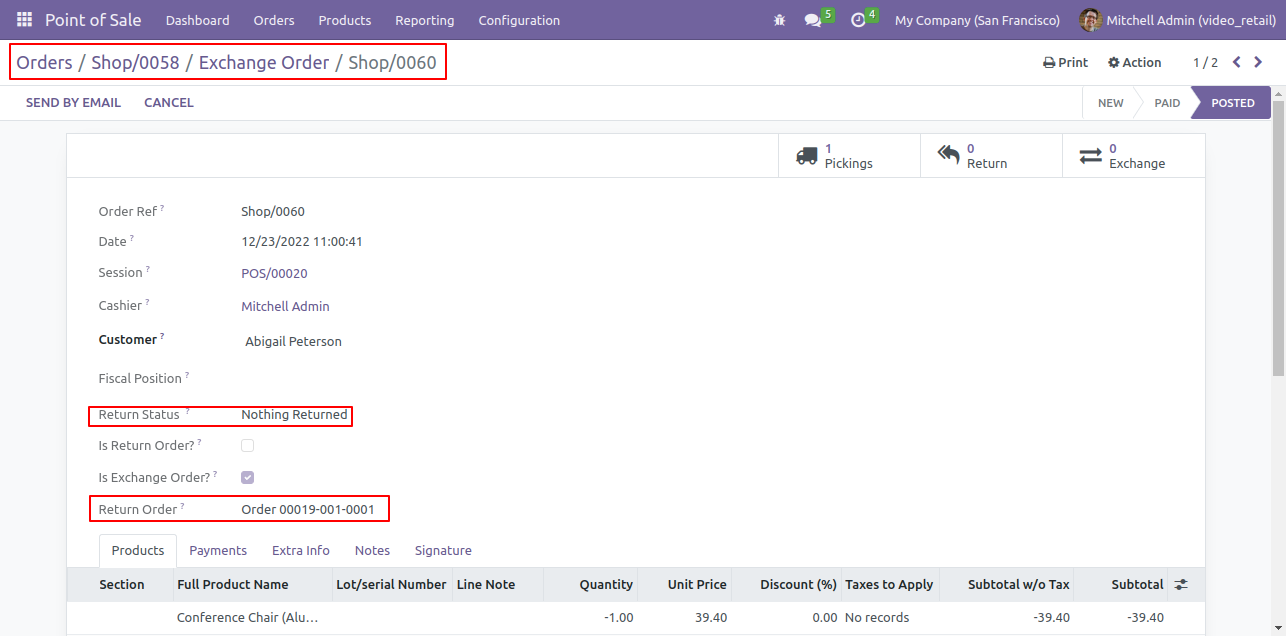 Point of Sale Dashboard Orders Products Reporting Configuration 5 4 My Company (San Francisco) Mitchell Admin (video_retail)
Orders / Shop/0058 / Exchange Order / Shop/0060 Print Action 1 / 2
SEND BY EMAIL CANCEL NEW PAID POSTED
1 Pickings 0 Return 0 Exchange
Order Ref ? Shop/0060
Date ? 12/23/2022 11:00:41
Session ? POS/00020
Cashier ? Mitchell Admin
Customer ? Abigail Peterson
Fiscal Position ?
Return Status ? Nothing Returned
Is Return Order? ?
Is Exchange Order? ?
Return Order ? Order 00019-001-0001
Products Payments Extra Info Notes Signature
Section Full Product Name Lot/serial Number Line Note Quantity Unit Price Discount (%) Taxes to Apply Subtotal w/o Tax Subtotal
Conference Chair (Alu... -1.00 39.40 0.00 No records -39.40 -39.40